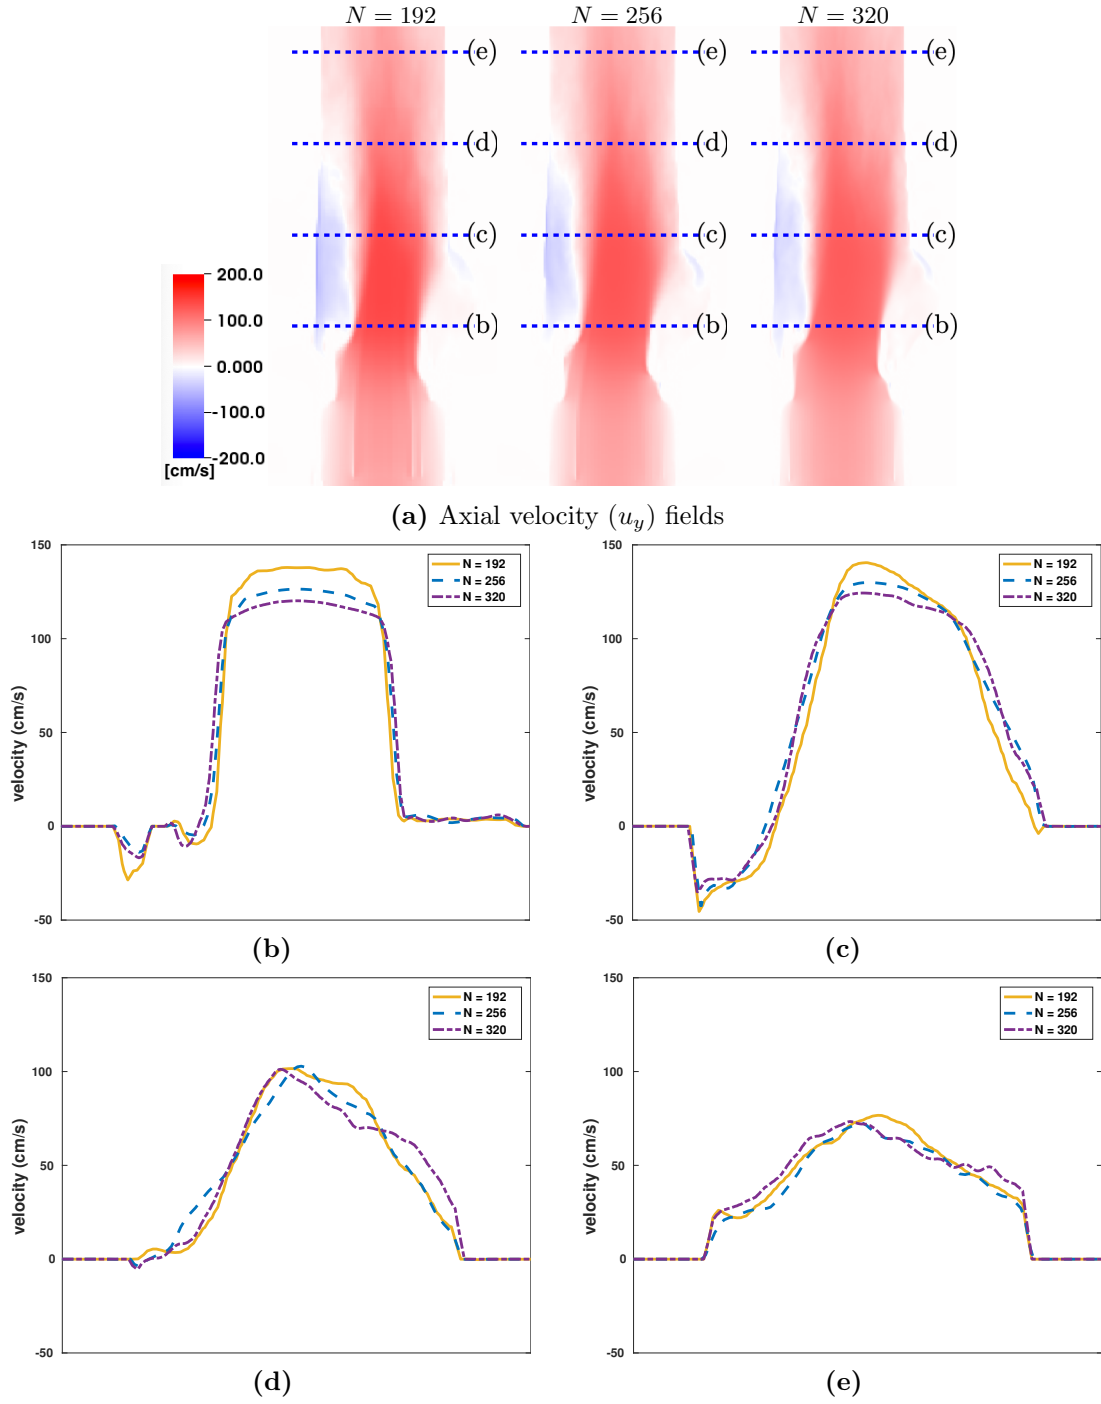 N = 192 N = 256 N = 320
(e) (e) (e)
(d) (d) (d)
(c) (c) (c)
(b) (b) (b)
200.0
100.0
0.000
-100.0
-200.0
[cm/s]
(a) Axial velocity (u_y) fields
150
100
50
0
-50
velocity (cm/s)
N = 192
N = 256
N = 320
(b)
150
100
50
0
-50
velocity (cm/s)
N = 192
N = 256
N = 320
(c)
150
100
50
0
-50
velocity (cm/s)
N = 192
N = 256
N = 320
(d)
150
100
50
0
-50
velocity (cm/s)
N = 192
N = 256
N = 320
(e)